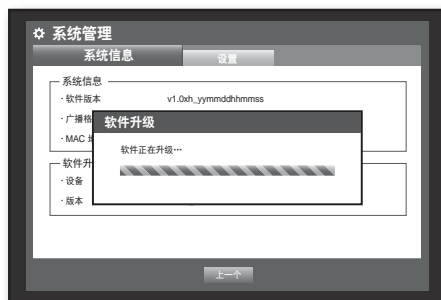 系统管理
系统信息
设置
系统信息
· 软件版本 v1.0xh_yymmddhhmmss
· 广播格
· MAC
软件升级
软件正在升级…
软件升
· 设备
· 版本
上一个